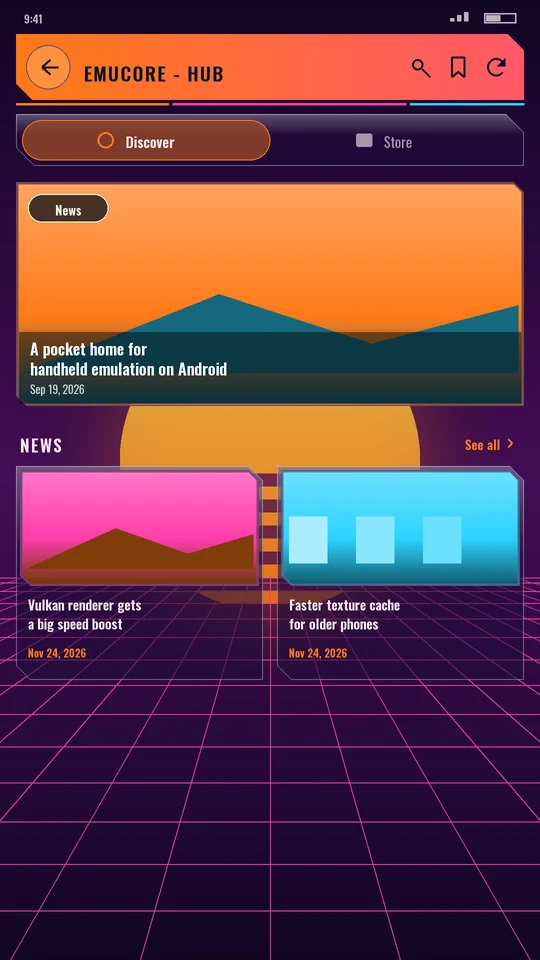 9:41
EMUCORE - HUB
Discover
Store
News
A pocket home for
handheld emulation on Android
Sep 19, 2026
NEWS
See all
Vulkan renderer gets
a big speed boost
Nov 24, 2026
Faster texture cache
for older phones
Nov 24, 2026